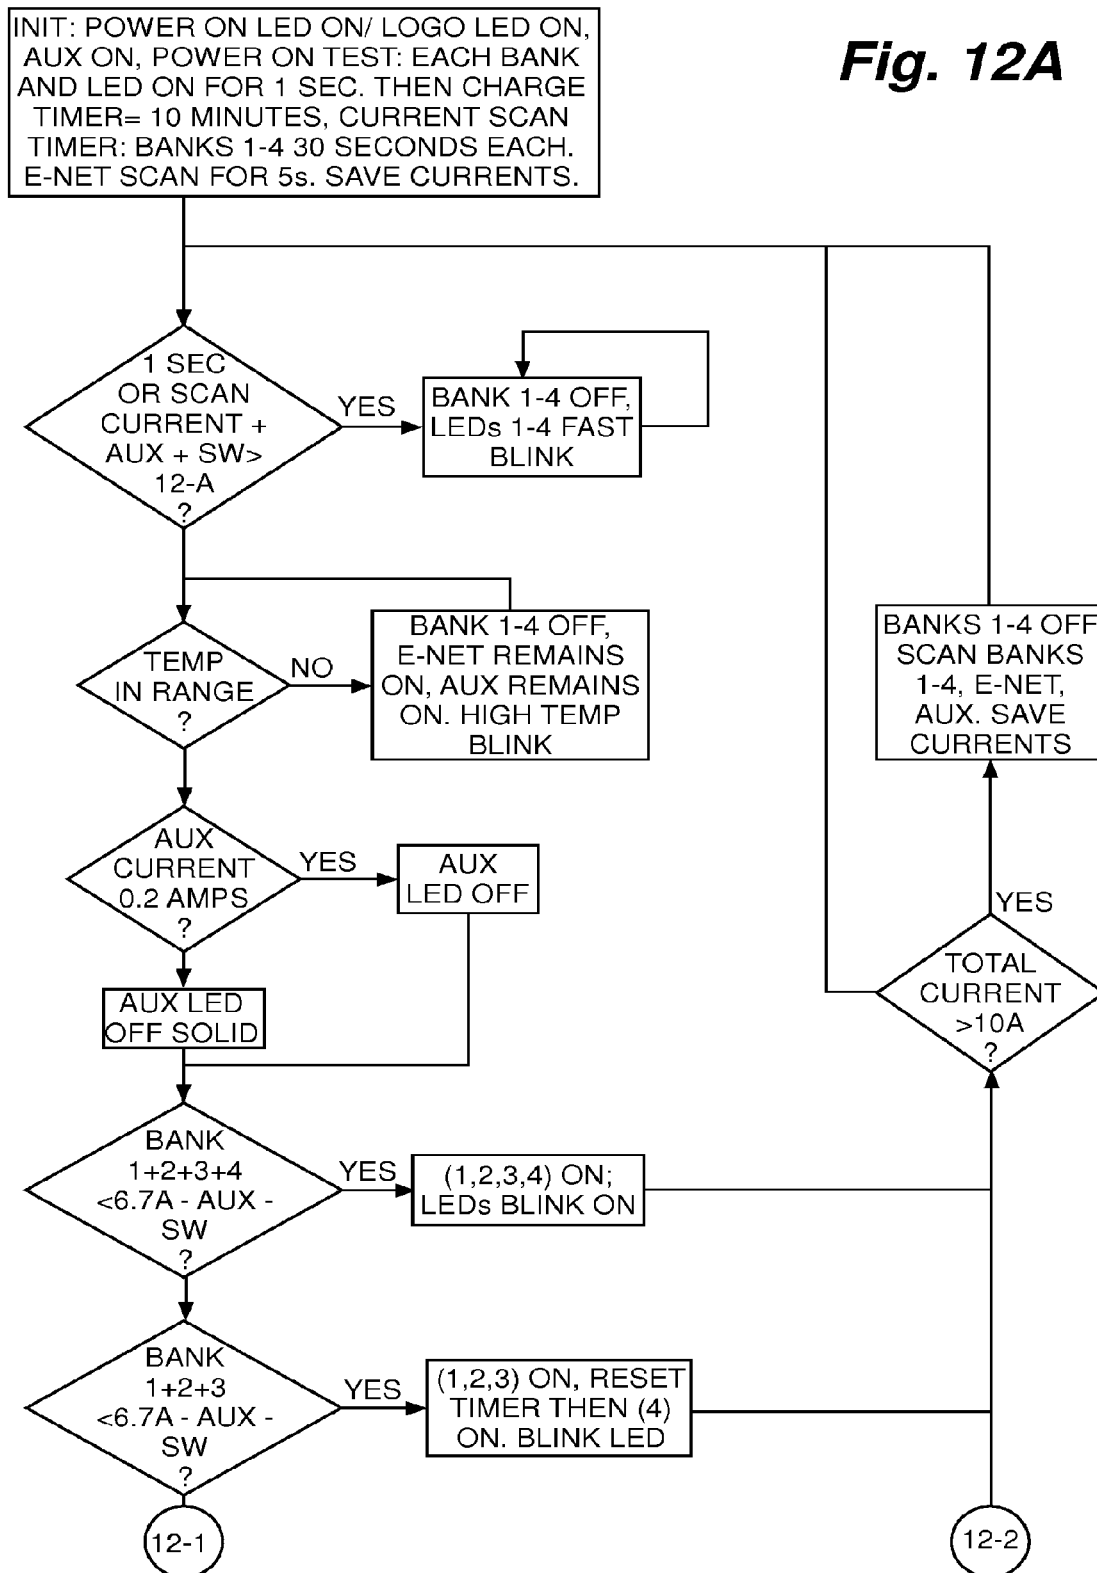 INIT: POWER ON LED ON/ LOGO LED ON,
AUX ON, POWER ON TEST: EACH BANK
AND LED ON FOR 1 SEC. THEN CHARGE
TIMER= 10 MINUTES, CURRENT SCAN
TIMER: BANKS 1-4 30 SECONDS EACH.
E-NET SCAN FOR 5s. SAVE CURRENTS.
Fig. 12A
1 SEC
OR SCAN
CURRENT +
AUX + SW>
12-A
?
YES
BANK 1-4 OFF,
LEDs 1-4 FAST
BLINK
TEMP
IN RANGE
?
NO
BANK 1-4 OFF,
E-NET REMAINS
ON, AUX REMAINS
ON. HIGH TEMP
BLINK
BANKS 1-4 OFF
SCAN BANKS
1-4, E-NET,
AUX. SAVE
CURRENTS
AUX
CURRENT
0.2 AMPS
?
YES
AUX
LED OFF
YES
TOTAL
CURRENT
>10A
?
AUX LED
OFF SOLID
BANK
1+2+3+4
<6.7A - AUX -
SW
?
YES
(1,2,3,4) ON;
LEDs BLINK ON
BANK
1+2+3
<6.7A - AUX -
SW
?
YES
(1,2,3) ON, RESET
TIMER THEN (4)
ON. BLINK LED
12-1
12-2